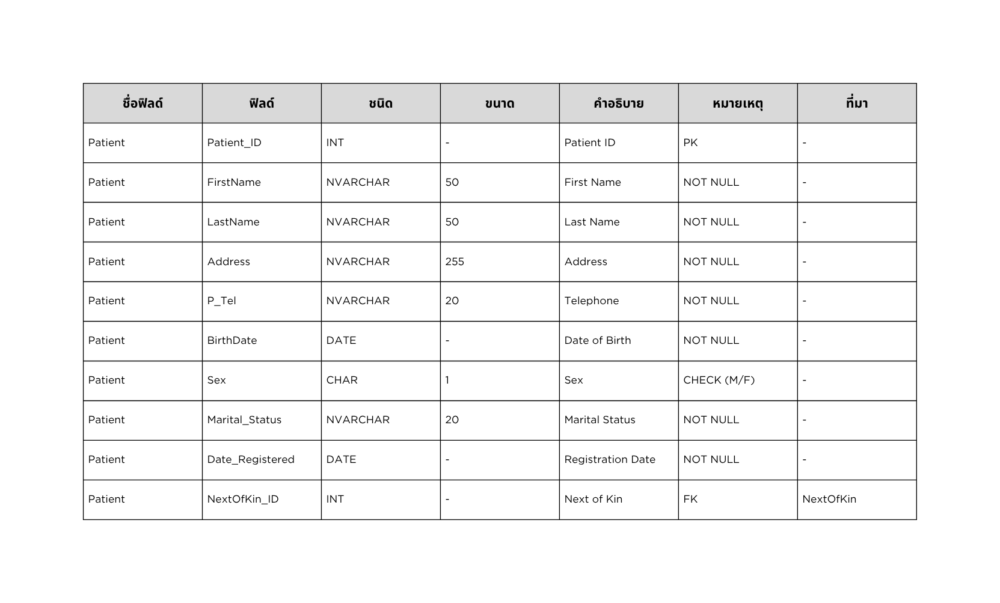 ชื่อฟิลด์ ฟิลด์ ชนิด ขนาด คำอธิบาย หมายเหตุ ที่มา
Patient Patient_ID INT - Patient ID PK -
Patient FirstName NVARCHAR 50 First Name NOT NULL -
Patient LastName NVARCHAR 50 Last Name NOT NULL -
Patient Address NVARCHAR 255 Address NOT NULL -
Patient P_Tel NVARCHAR 20 Telephone NOT NULL -
Patient BirthDate DATE - Date of Birth NOT NULL -
Patient Sex CHAR 1 Sex CHECK (M/F) -
Patient Marital_Status NVARCHAR 20 Marital Status NOT NULL -
Patient Date_Registered DATE - Registration Date NOT NULL -
Patient NextOfKin_ID INT - Next of Kin FK NextOfKin